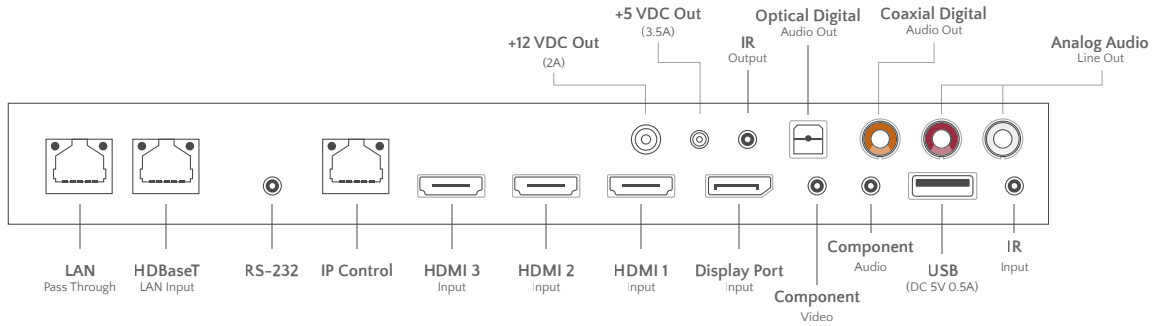 +5 VDC Out
(3.5A)
Optical Digital
Audio Out
Coaxial Digital
Audio Out
+12 VDC Out
(2A)
IR
Output
Analog Audio
Line Out
LAN
Pass Through
HDBaseT
LAN Input
RS-232
IP Control
HDMI 3
Input
HDMI 2
Input
HDMI 1
Input
Display Port
Input
Component
Video
Component
Audio
USB
(DC 5V 0.5A)
IR
Input